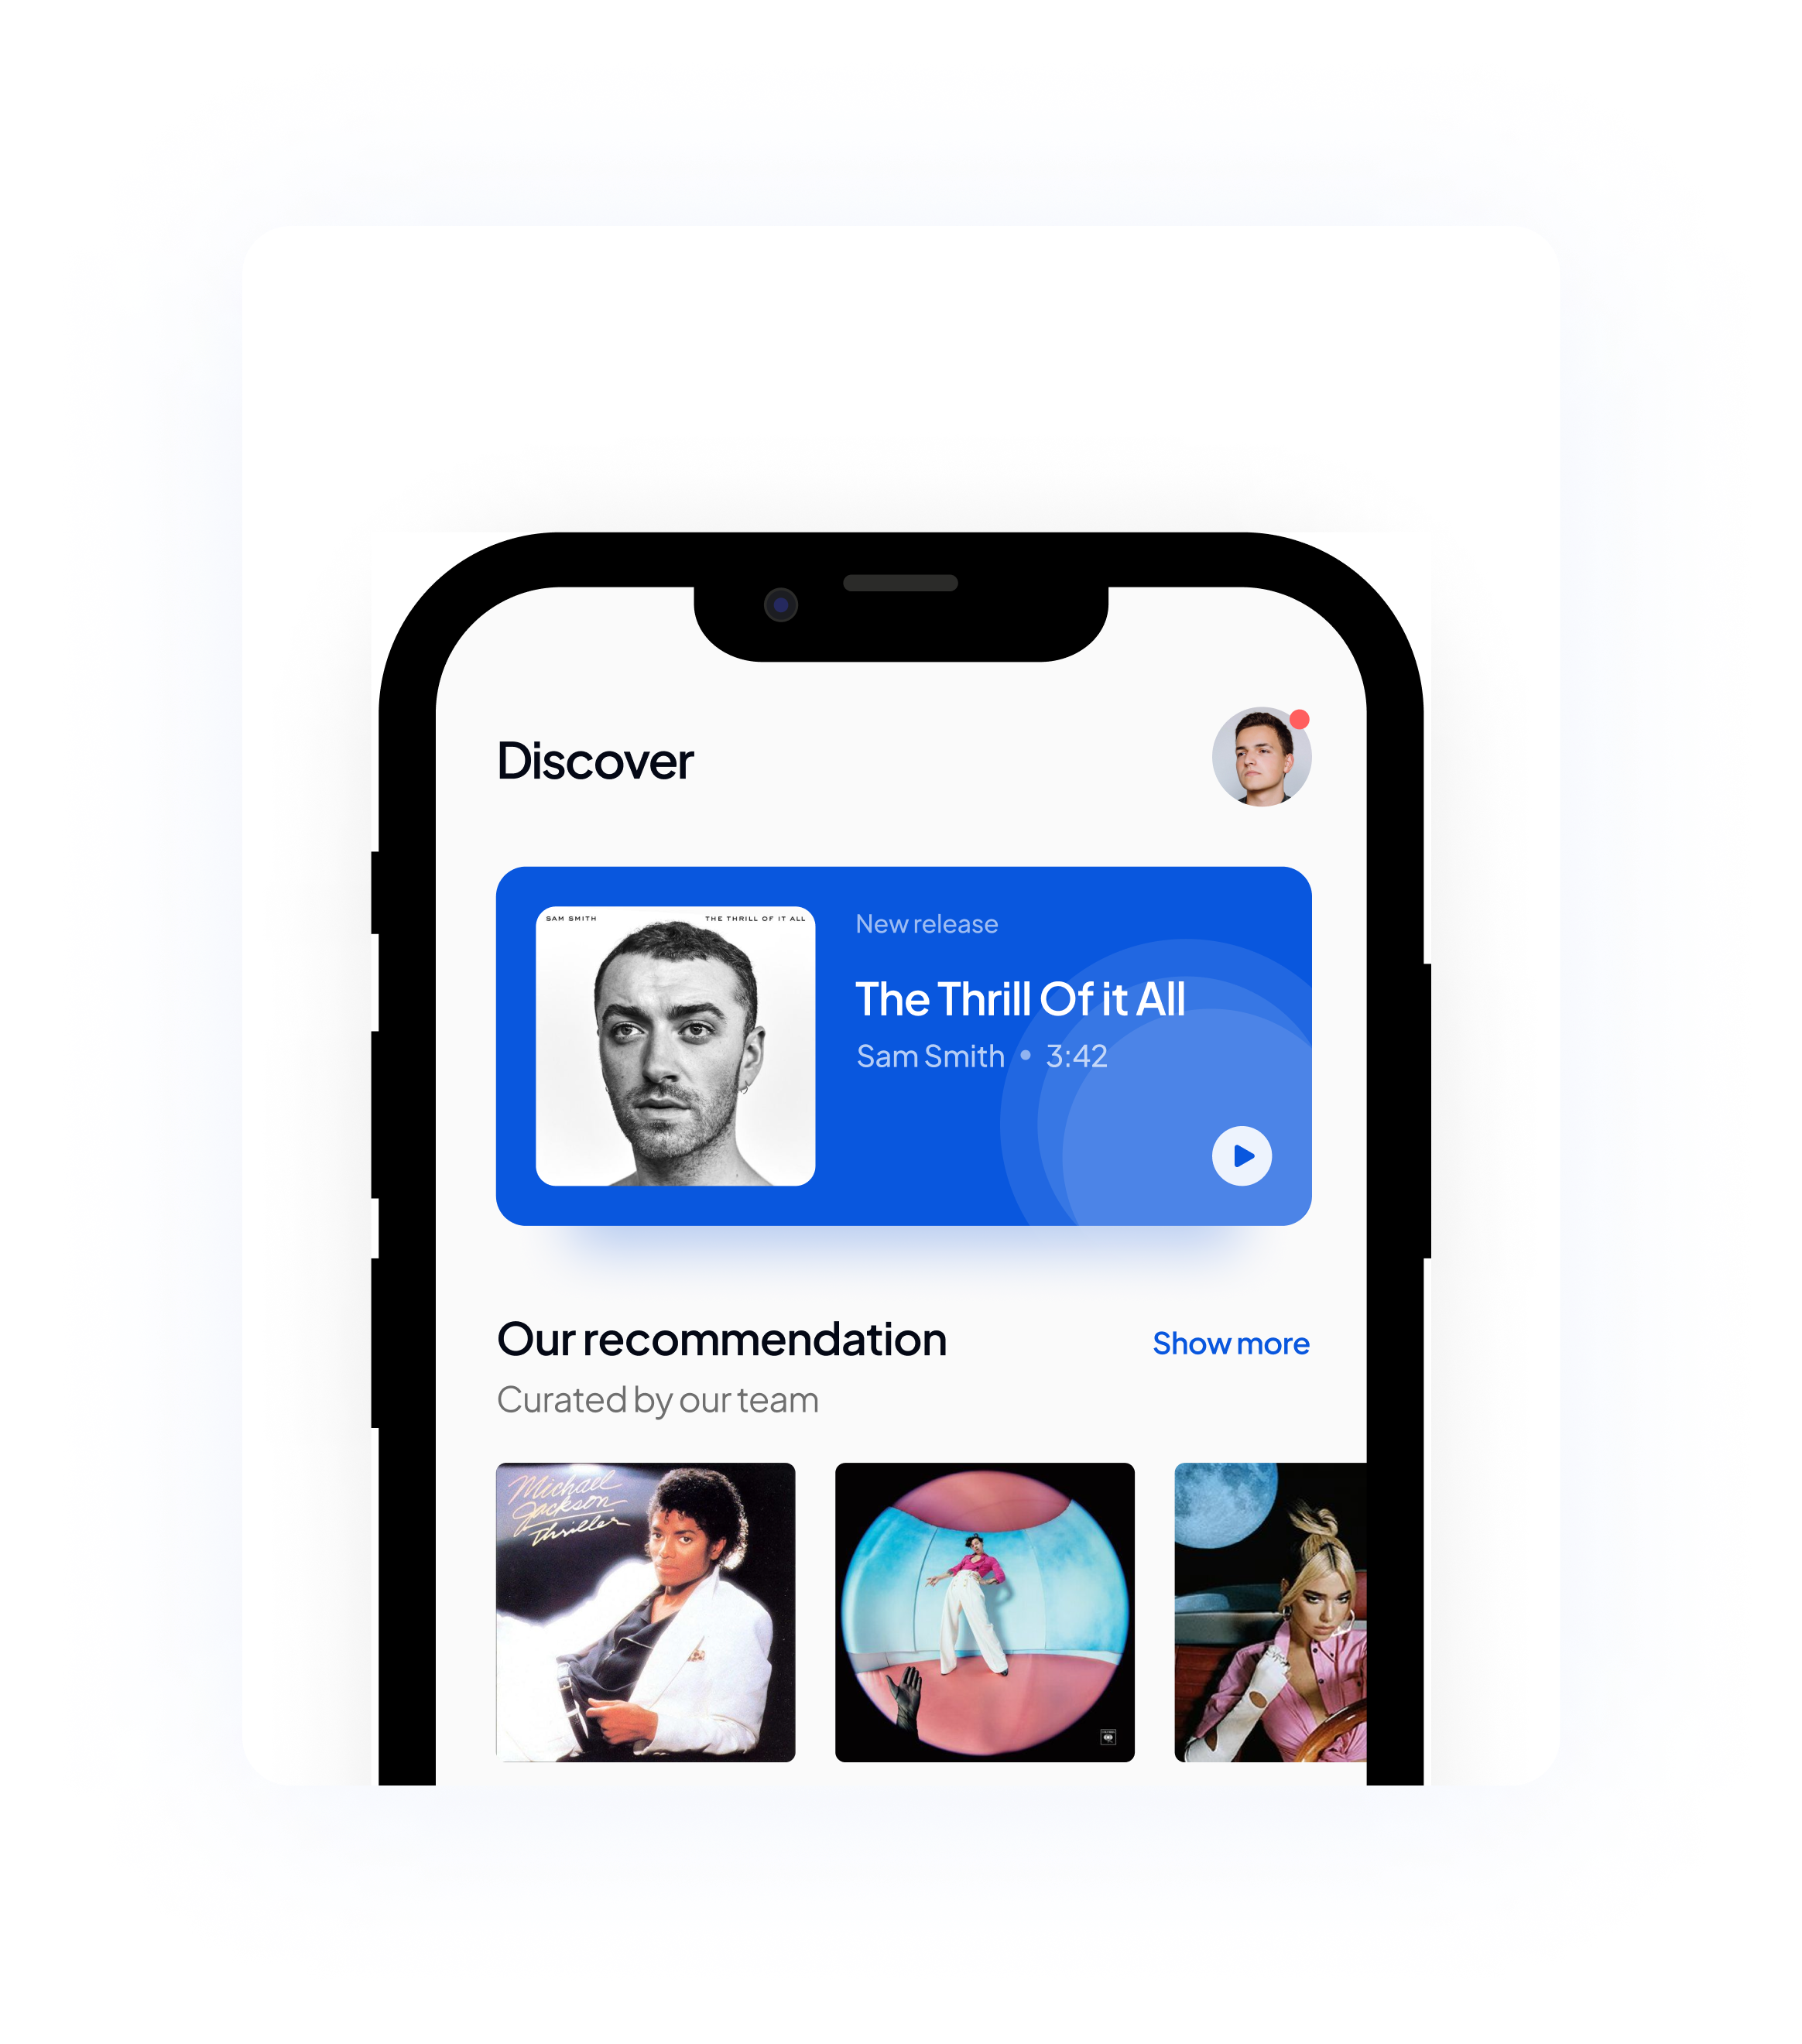 Discover
SAM SMITH
THE THRILL OF IT ALL
New release
The Thrill Of it All
Sam Smith • 3:42
Our recommendation
Show more
Curated by our team
Michael
Jackson
Thriller